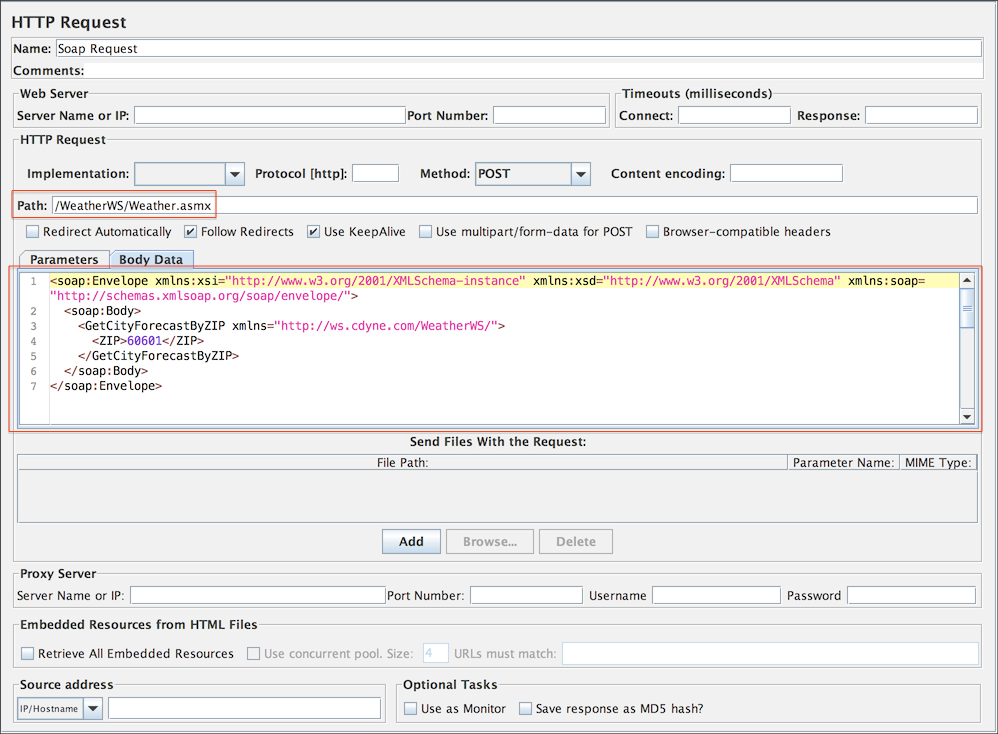 HTTP Request
Name: Soap Request
Comments:
Web Server
Timeouts (milliseconds)
Server Name or IP: Port Number: Connect: Response:
HTTP Request
Implementation: Protocol [http]: Method: POST Content encoding:
Path: /WeatherWS/Weather.asmx
Redirect Automatically Follow Redirects Use KeepAlive Use multipart/form-data for POST Browser-compatible headers
Parameters Body Data
1 <soap:Envelope xmlns:xsi="http://www.w3.org/2001/XMLSchema-instance" xmlns:xsd="http://www.w3.org/2001/XMLSchema" xmlns:soap=
"http://schemas.xmlsoap.org/soap/envelope/">
2 <soap:Body>
3 <GetCityForecastByZIP xmlns="http://ws.cdyne.com/WeatherWS/">
4 <ZIP>60601</ZIP>
5 </GetCityForecastByZIP>
6 </soap:Body>
7 </soap:Envelope>
Send Files With the Request:
File Path: Parameter Name: MIME Type:
Add Browse... Delete
Proxy Server
Server Name or IP: Port Number: Username Password
Embedded Resources from HTML Files
Retrieve All Embedded Resources Use concurrent pool. Size: 4 URLs must match:
Source address Optional Tasks
IP/Hostname Use as Monitor Save response as MD5 hash?